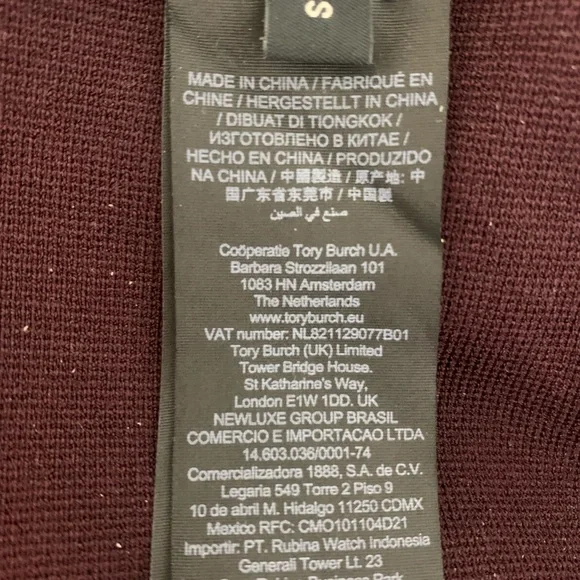 S
MADE IN CHINA / FABRIQUÉ EN
CHINE / HERGESTELLT IN CHINA
/ DIBUAT DI TIONGKOK /
ИЗГОТОВЛЕНО В КИТАЕ /
HECHO EN CHINA / PRODUZIDO
NA CHINA / 中國製造 / 原产地: 中
国广东省东莞市 / 中国製
صنع في الصين
Coöperatie Tory Burch U.A.
Barbara Strozzilaan 101
1083 HN Amsterdam
The Netherlands
www.toryburch.eu
VAT number: NL821129077B01
Tory Burch (UK) Limited
Tower Bridge House.
St Katharine's Way,
London E1W 1DD. UK
NEWLUXE GROUP BRASIL
COMERCIO E IMPORTACAO LTDA
14.603.036/0001-74
Comercializadora 1888, S.A. de C.V.
Legaria 549 Torre 2 Piso 9
10 de abril M. Hidalgo 11250 CDMX
Mexico RFC: CMO101104D21
Importir: PT. Rubina Watch Indonesia
Generali Tower Lt. 23
Business Park